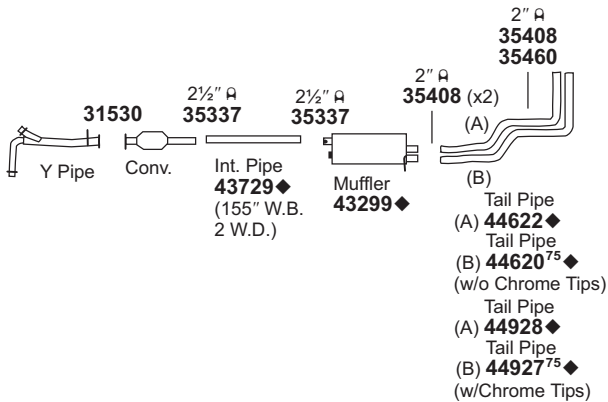 2″
35408
35460
2″
35408 (x2)
2½″
35337
2½″
35337
31530
(A)
(B)
Y Pipe
Conv.
Int. Pipe
43729◆
(155″ W.B.
2 W.D.)
Muffler
43299◆
Tail Pipe
(A) 44622◆
Tail Pipe
(B) 44620⁷⁵◆
(w/o Chrome Tips)
Tail Pipe
(A) 44928◆
Tail Pipe
(B) 44927⁷⁵◆
(w/Chrome Tips)